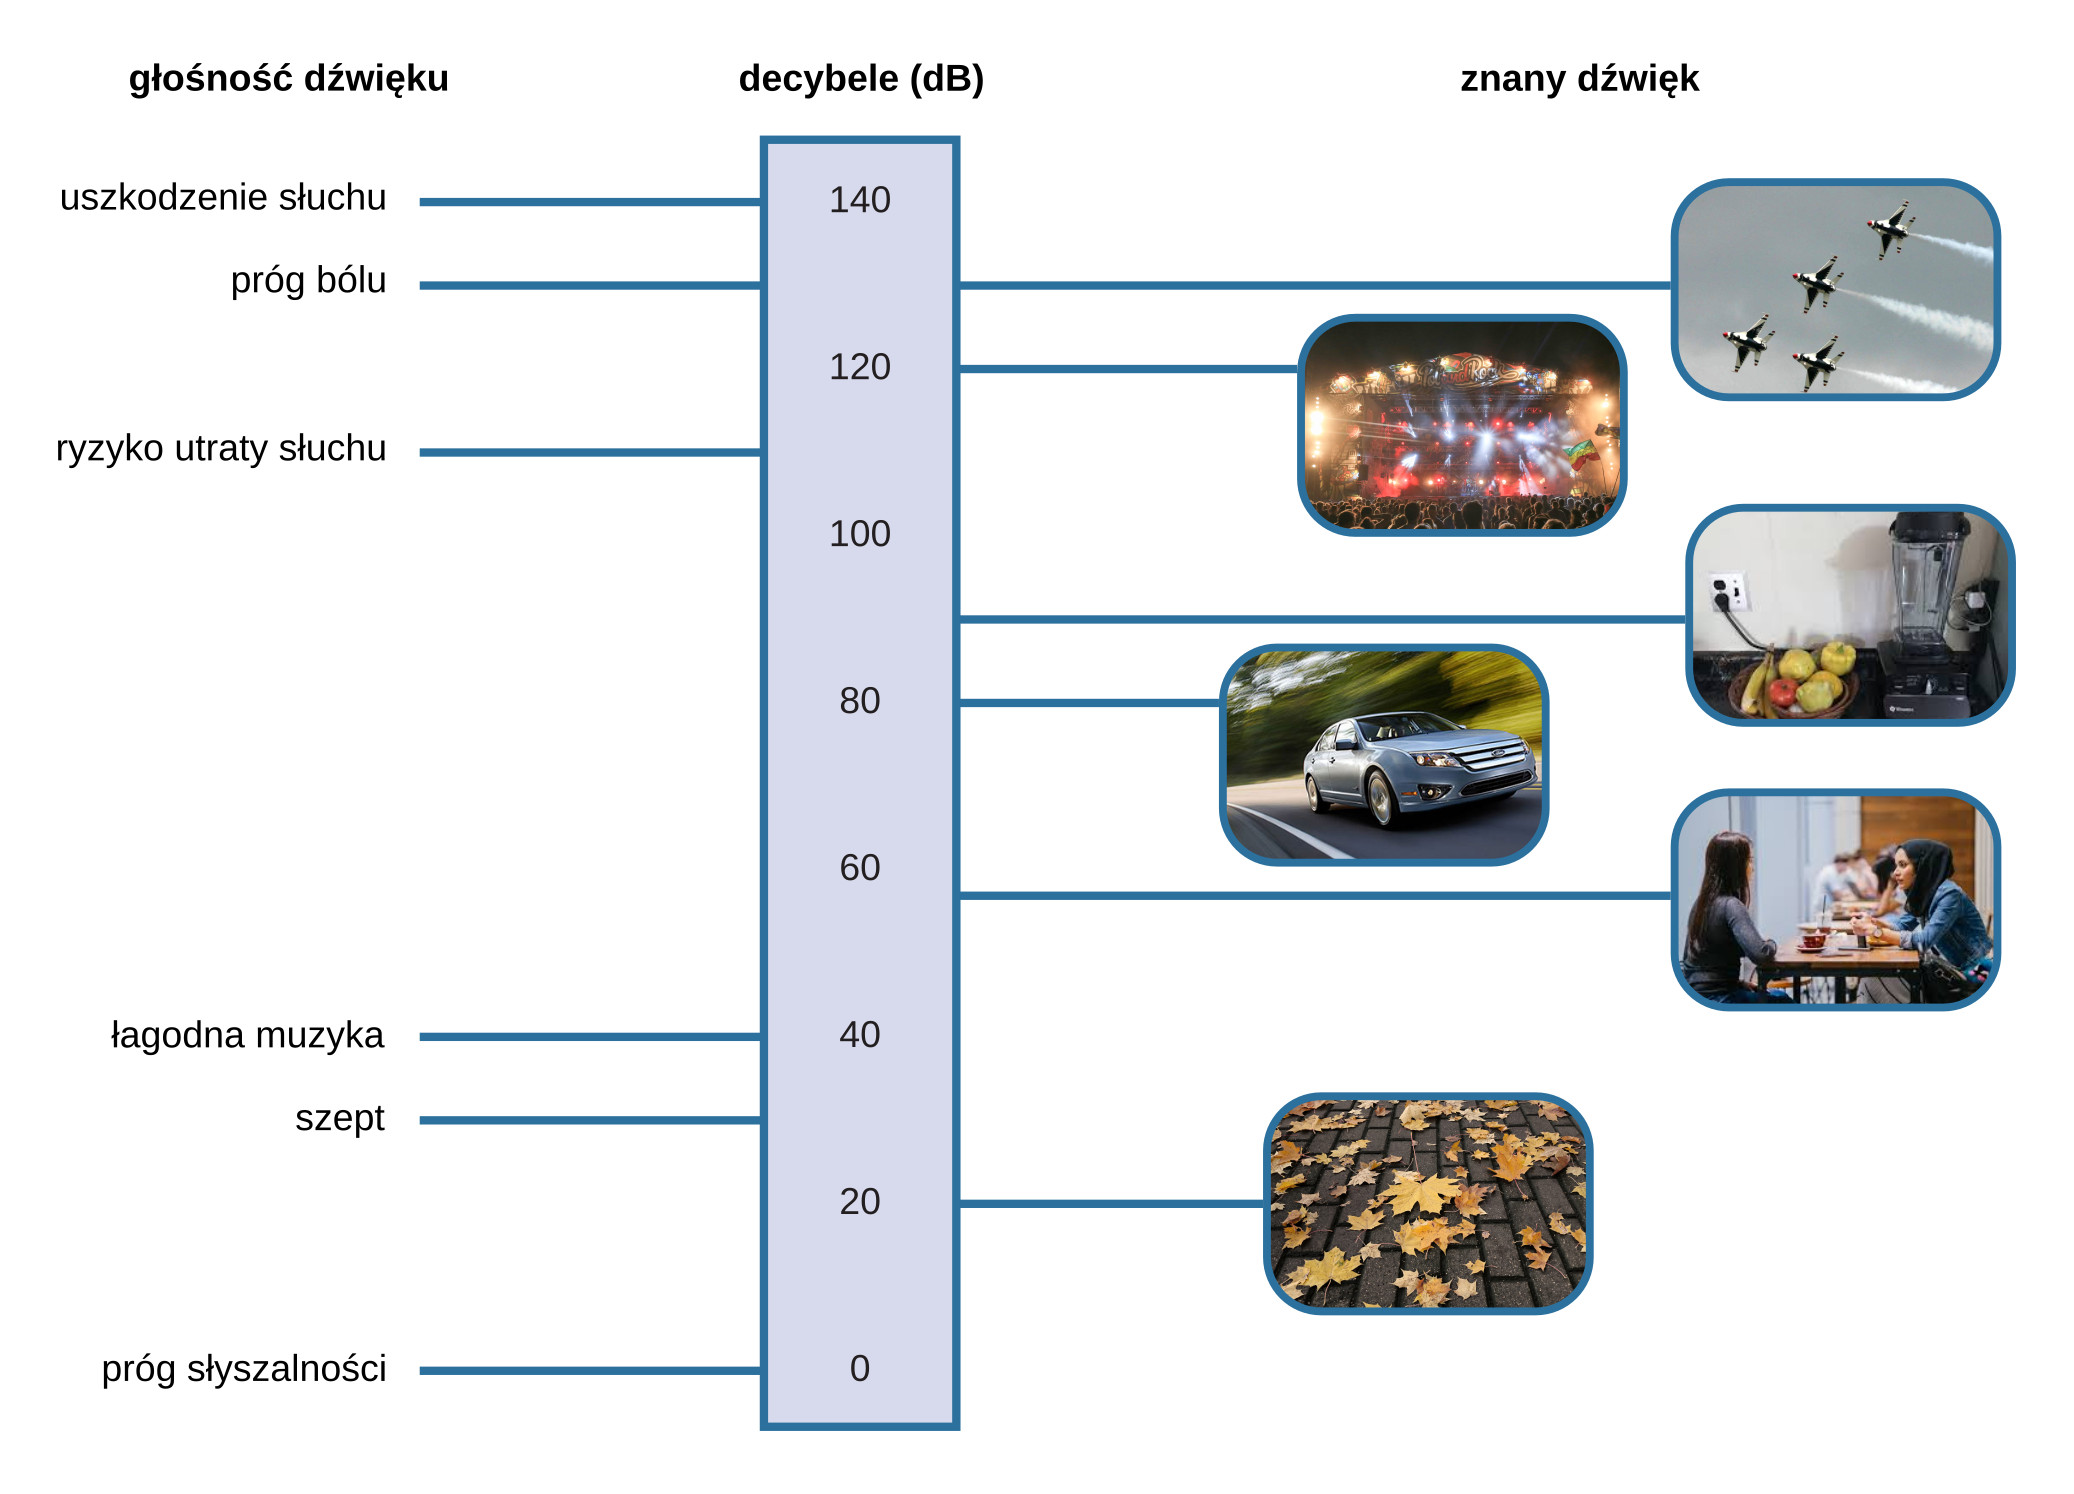 głośność dźwięku
decybele (dB)
znany dźwięk
uszkodzenie słuchu
140
próg bólu
120
ryzyko utraty słuchu
100
80
60
łagodna muzyka
40
szept
20
próg słyszalności
0